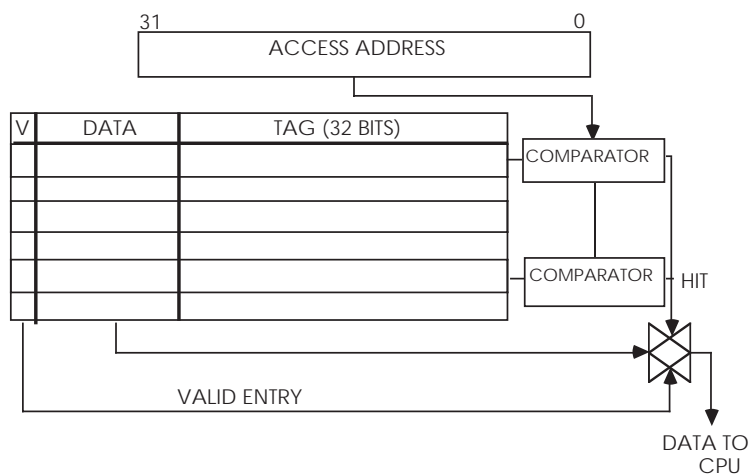 31 0
ACCESS ADDRESS
V DATA TAG (32 BITS)
COMPARATOR
COMPARATOR
HIT
VALID ENTRY
DATA TO
CPU